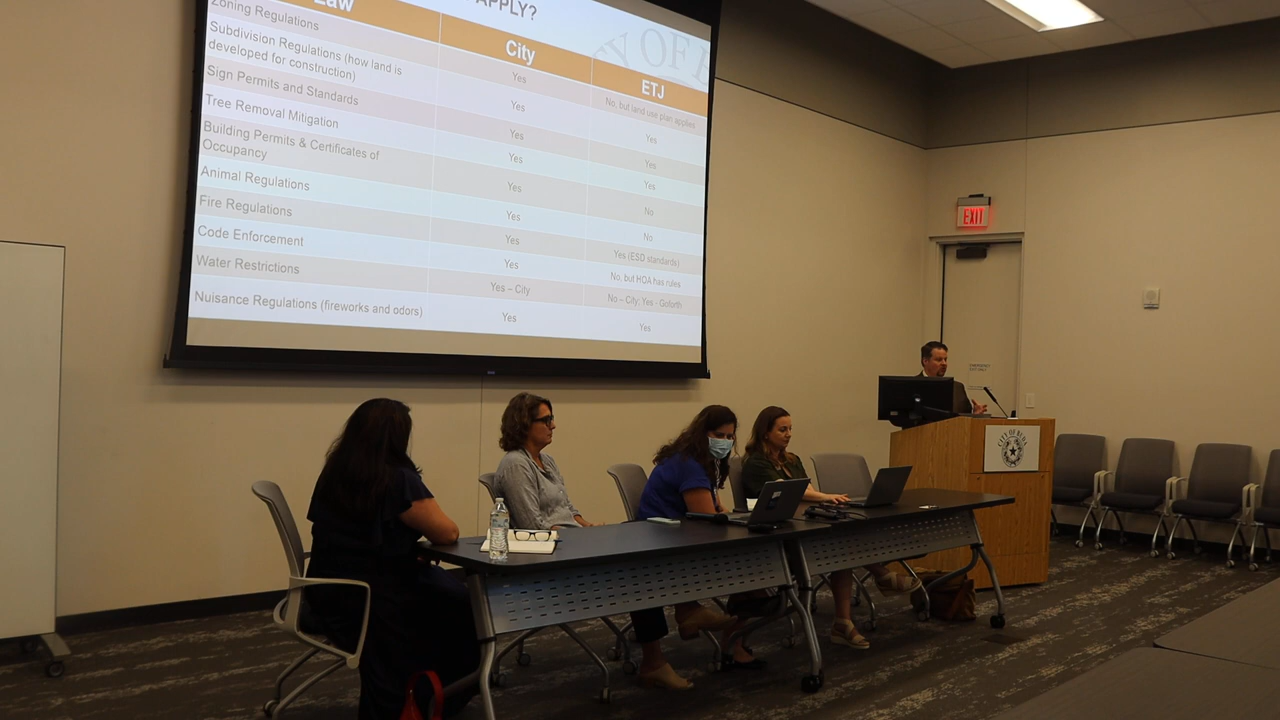 APPLY?
Law
City
ETJ
Zoning Regulations
Yes
No, but land use plan applies
Subdivision Regulations (how land is
developed for construction)
Yes
Yes
Sign Permits and Standards
Yes
Yes
Tree Removal Mitigation
Yes
Yes
Building Permits & Certificates of
Occupancy
Yes
No
Animal Regulations
Yes
No
Fire Regulations
Yes
Yes (ESD standards)
Code Enforcement
Yes
No, but HOA has rules
Water Restrictions
Yes – City
No – City; Yes - Goforth
Nuisance Regulations (fireworks and odors)
Yes
Yes
EXIT
CITY OF BUDA